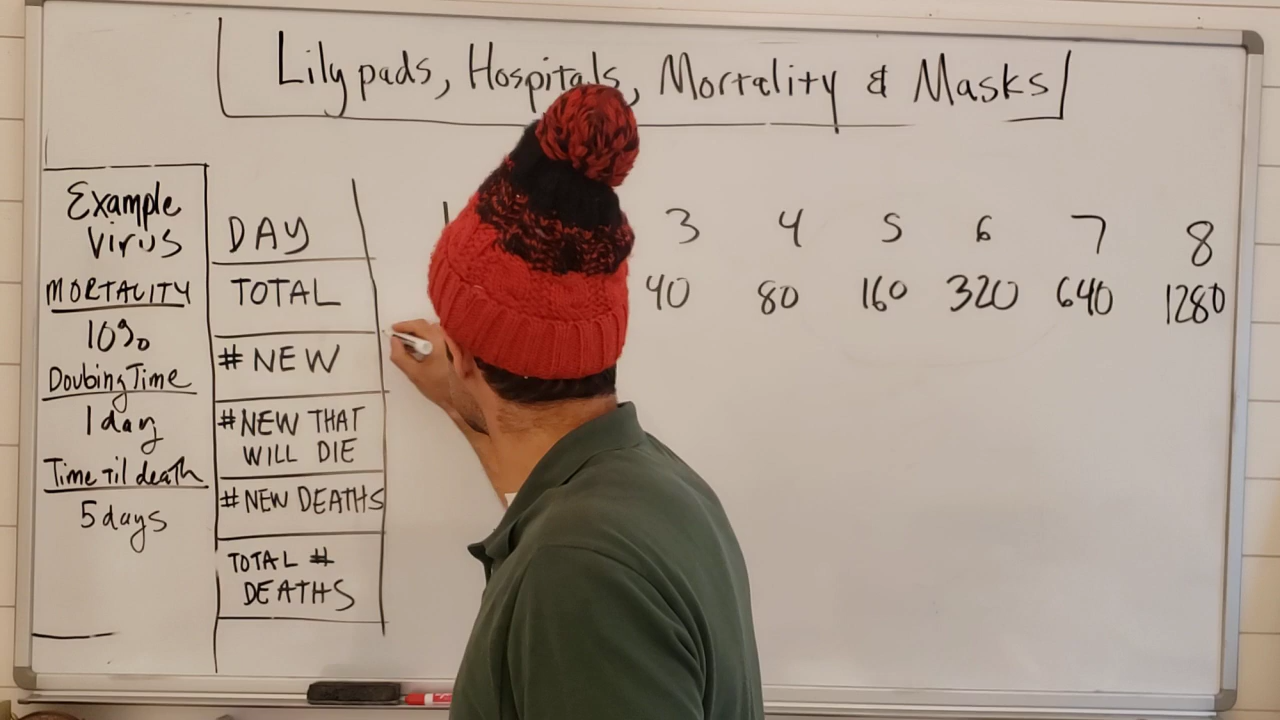 Lilypads, Hospitals, Mortality & Masks
Example
Virus
MORTALITY
10%
DoubingTime
1 day
Time til death
5 days
DAY 3 4 5 6 7 8
TOTAL 40 80 160 320 640 1280
# NEW
# NEW THAT
WILL DIE
# NEW DEATHS
TOTAL #
DEATHS